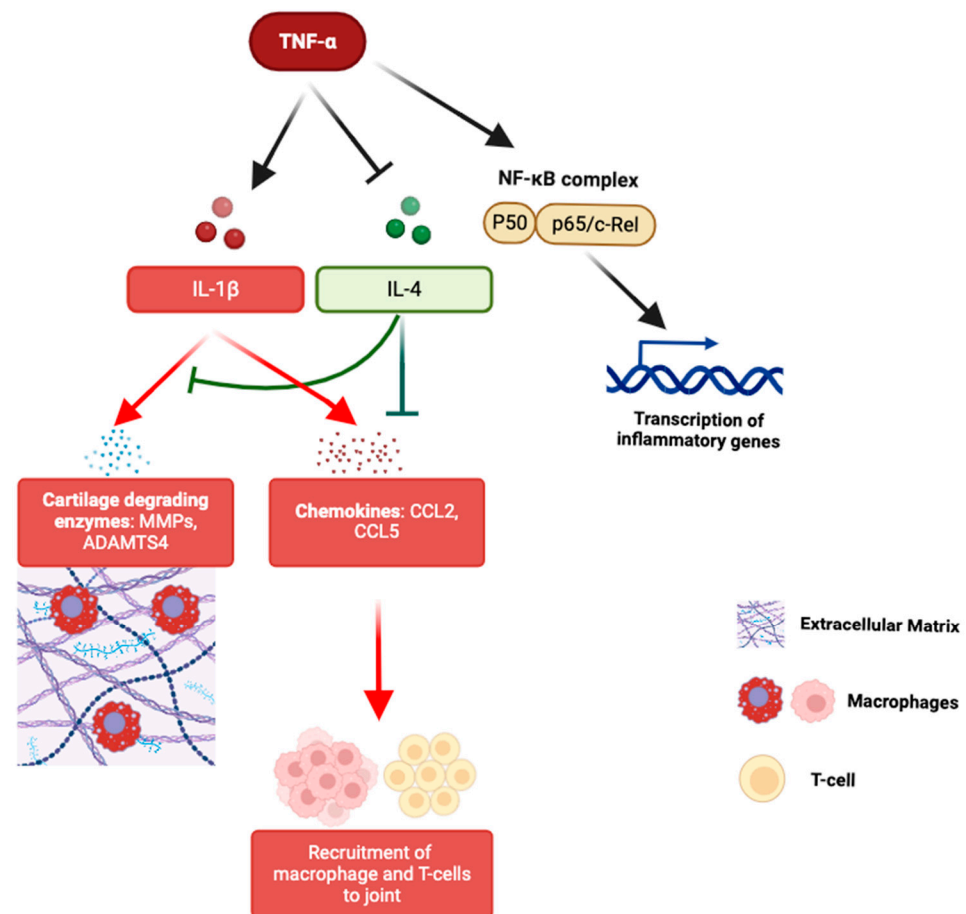 TNF-α
NF-κB complex
P50
p65/c-Rel
IL-1β
IL-4
Transcription of
inflammatory genes
Cartilage degrading
enzymes: MMPs,
ADAMTS4
Chemokines: CCL2,
CCL5
Extracellular Matrix
Macrophages
T-cell
Recruitment of
macrophage and T-cells
to joint